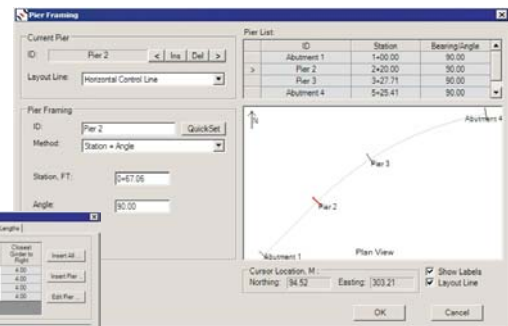 Pier Framing
Current Pier
ID: Pier 2 < Ins Del >
Layout Line: Horizontal Control Line
Pier List:
ID Station Bearing/Angle
Abutment 1 1+00.00 90.00
> Pier 2 2+20.00 90.00
Pier 3 3+27.71 90.00
Abutment 4 5+25.41 90.00
Pier Framing
ID: Pier 2 QuickSet
Method: Station + Angle
Station, FT: 0+67.06
Angle: 90.00
N
Abutment 4
Pier 3
Pier 2
Abutment 1
Plan View
Cursor Location, M:
Northing: 94.52 Easting: 303.21
Show Labels
Layout Line
OK Cancel
Lengths
Closest Girder to Right
4.00
4.00
4.00
4.00
Insert All ...
Insert Pier ...
Edit Pier ...